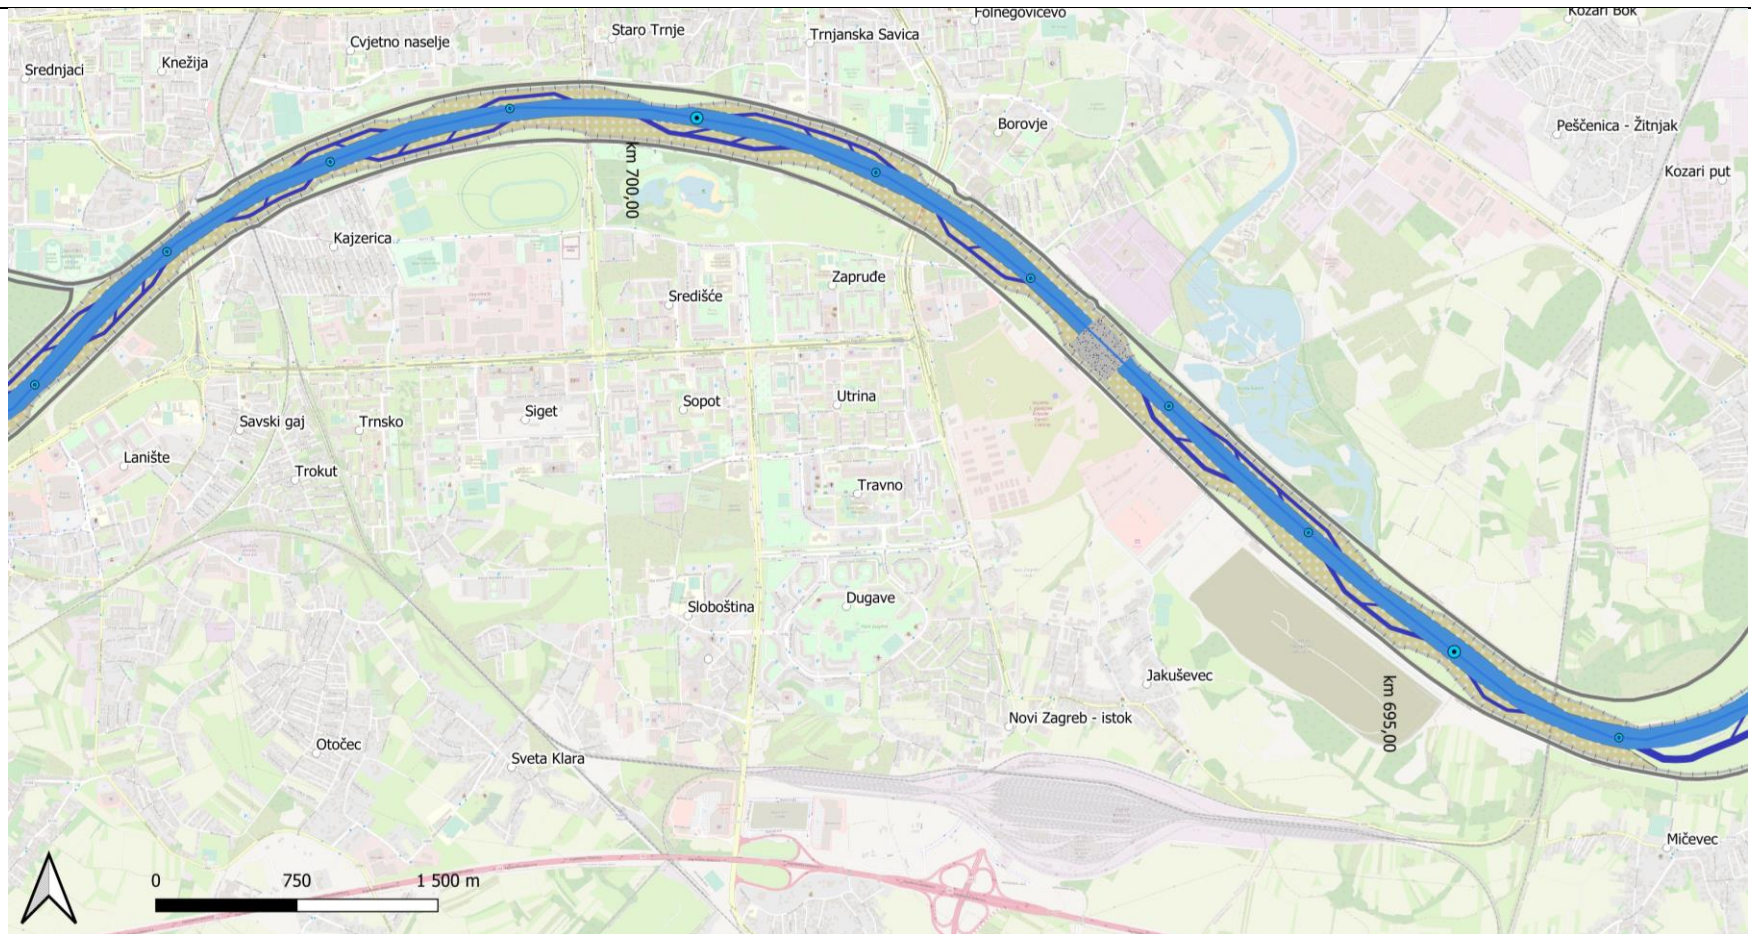 Folnegovićevo
Kozari Bok
Staro Trnje
Trnjanska Savica
Cvjetno naselje
Knežija
Srednjaci
Borovje
Peščenica - Žitnjak
Kozari put
km 700,00
Kajzerica
Zapruđe
Središće
Sopot
Utrina
Siget
Savski gaj
Trnsko
Lanište
Trokut
Travno
Dugave
Sloboština
Jakuševec
km 695,00
Novi Zagreb - istok
Otočec
Sveta Klara
Mičevec
0 750 1 500 m